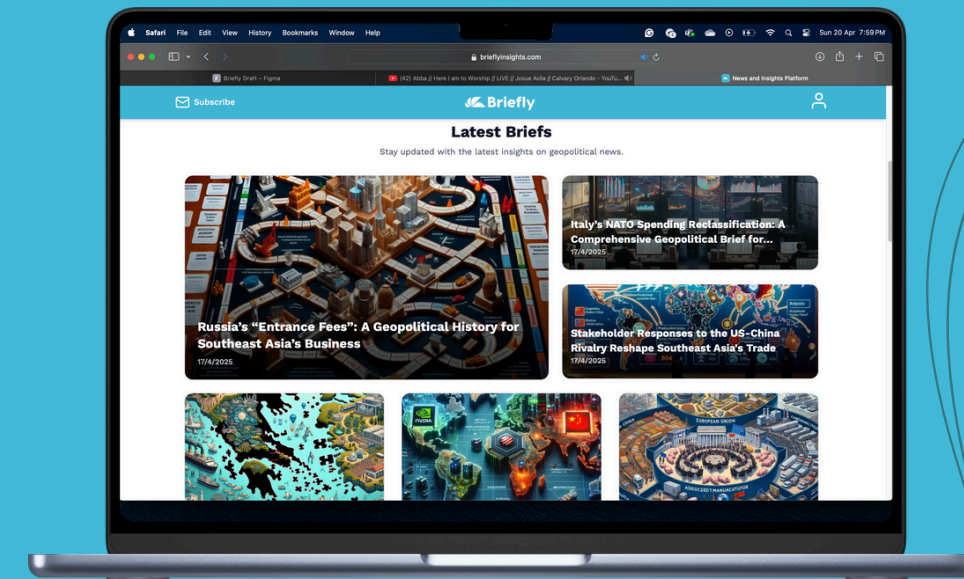 Safari File Edit View History Bookmarks Window Help
Sun 20 Apr 7:59 PM
brieflyinsights.com
Briefly Draft – Figma
(42) Abba // Here I am to Worship // LIVE // Josue Avila // Calvary Orlando - YouTu...
News and Insights Platform
Subscribe
Briefly
Latest Briefs
Stay updated with the latest insights on geopolitical news.
Russia's “Entrance Fees”: A Geopolitical History for
Southeast Asia's Business
17/4/2025
Italy's NATO Spending Reclassification: A
Comprehensive Geopolitical Brief for...
17/4/2025
Stakeholder Responses to the US-China
Rivalry Reshape Southeast Asia's Trade
17/4/2025
NVIDIA
EUROPEAN UNION